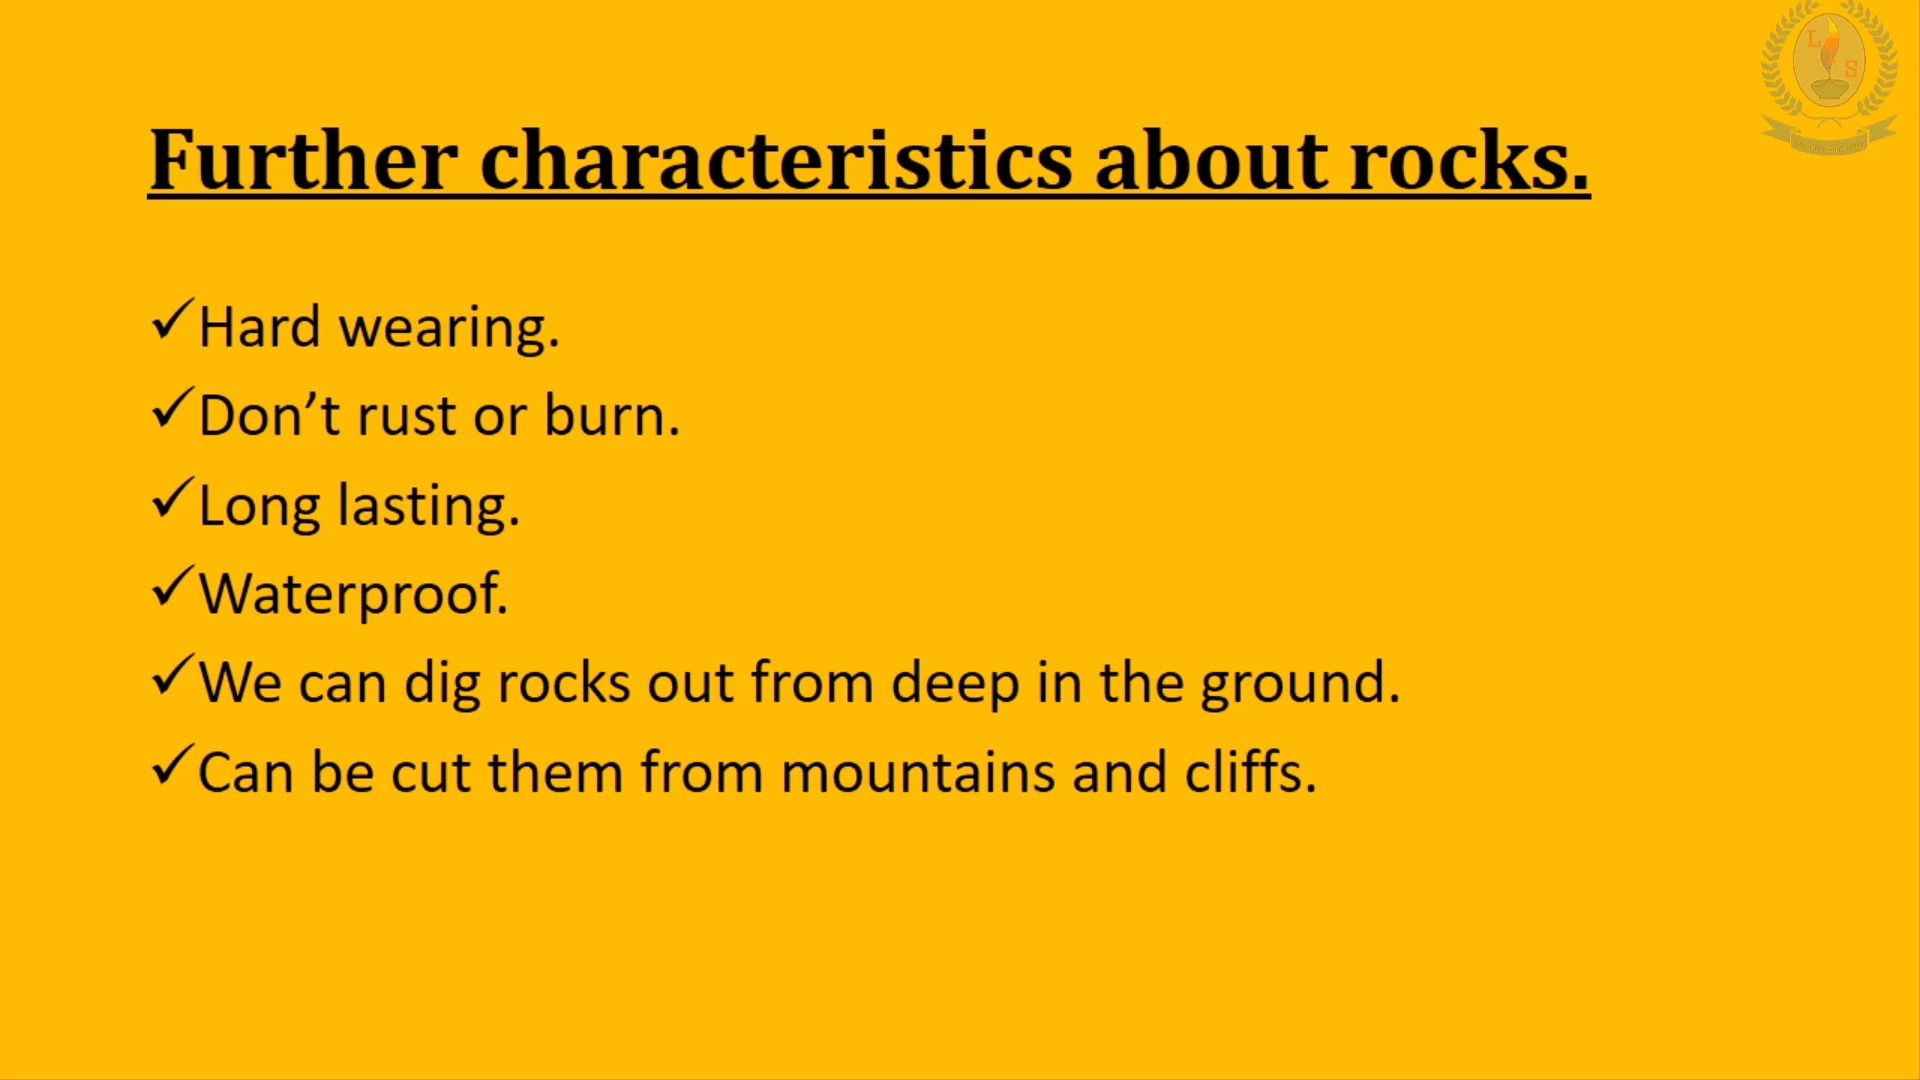 L
S
Further characteristics about rocks.
✓Hard wearing.
✓Don’t rust or burn.
✓Long lasting.
✓Waterproof.
✓We can dig rocks out from deep in the ground.
✓Can be cut them from mountains and cliffs.